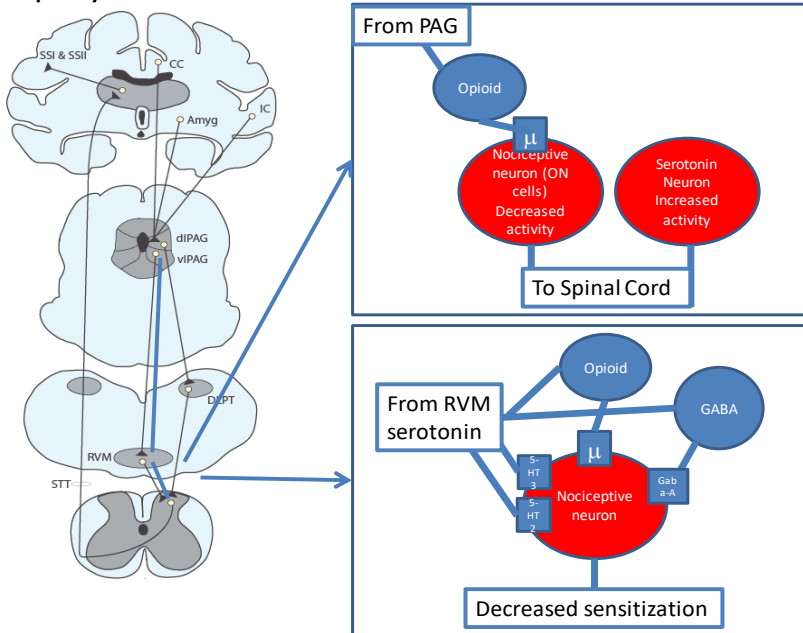 SSI & SSII
CC
IC
Amyg
dlPAG
vlPAG
DLPT
RVM
STT
From PAG
Opioid
μ
Nociceptive
neuron (ON
cells)
Decreased
activity
Serotonin
Neuron
Increased
activity
To Spinal Cord
Opioid
From RVM
serotonin
GABA
μ
5-
HT
3
Gab
a-A
5-
HT
2
Nociceptive
neuron
Decreased sensitization